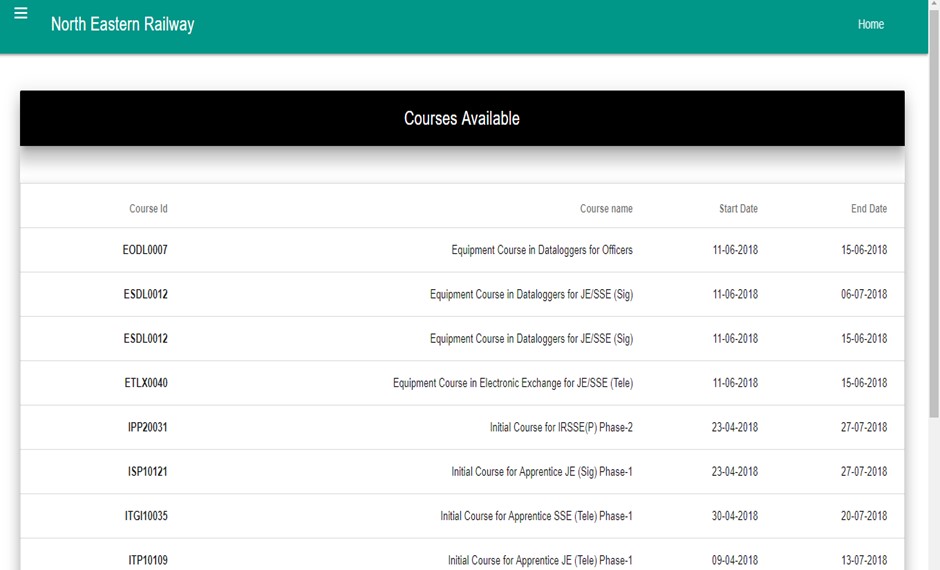 North Eastern Railway Home
Courses Available
Course Id Course name Start Date End Date
EODL0007 Equipment Course in Dataloggers for Officers 11-06-2018 15-06-2018
ESDL0012 Equipment Course in Dataloggers for JE/SSE (Sig) 11-06-2018 06-07-2018
ESDL0012 Equipment Course in Dataloggers for JE/SSE (Sig) 11-06-2018 15-06-2018
ETLX0040 Equipment Course in Electronic Exchange for JE/SSE (Tele) 11-06-2018 15-06-2018
IPP20031 Initial Course for IRSSE(P) Phase-2 23-04-2018 27-07-2018
ISP10121 Initial Course for Apprentice JE (Sig) Phase-1 23-04-2018 27-07-2018
ITGI10035 Initial Course for Apprentice SSE (Tele) Phase-1 30-04-2018 20-07-2018
ITP10109 Initial Course for Apprentice JE (Tele) Phase-1 09-04-2018 13-07-2018